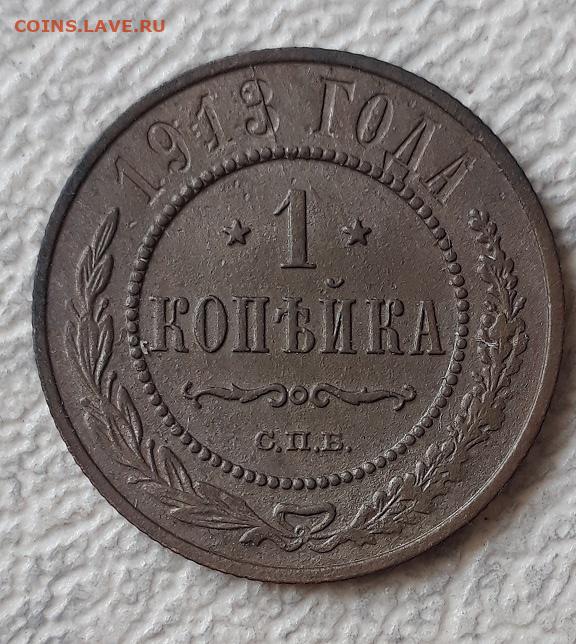 COINS.LAVE.RU
1913 ГОДА
1
КОПѢЙКА
С.П.Б.